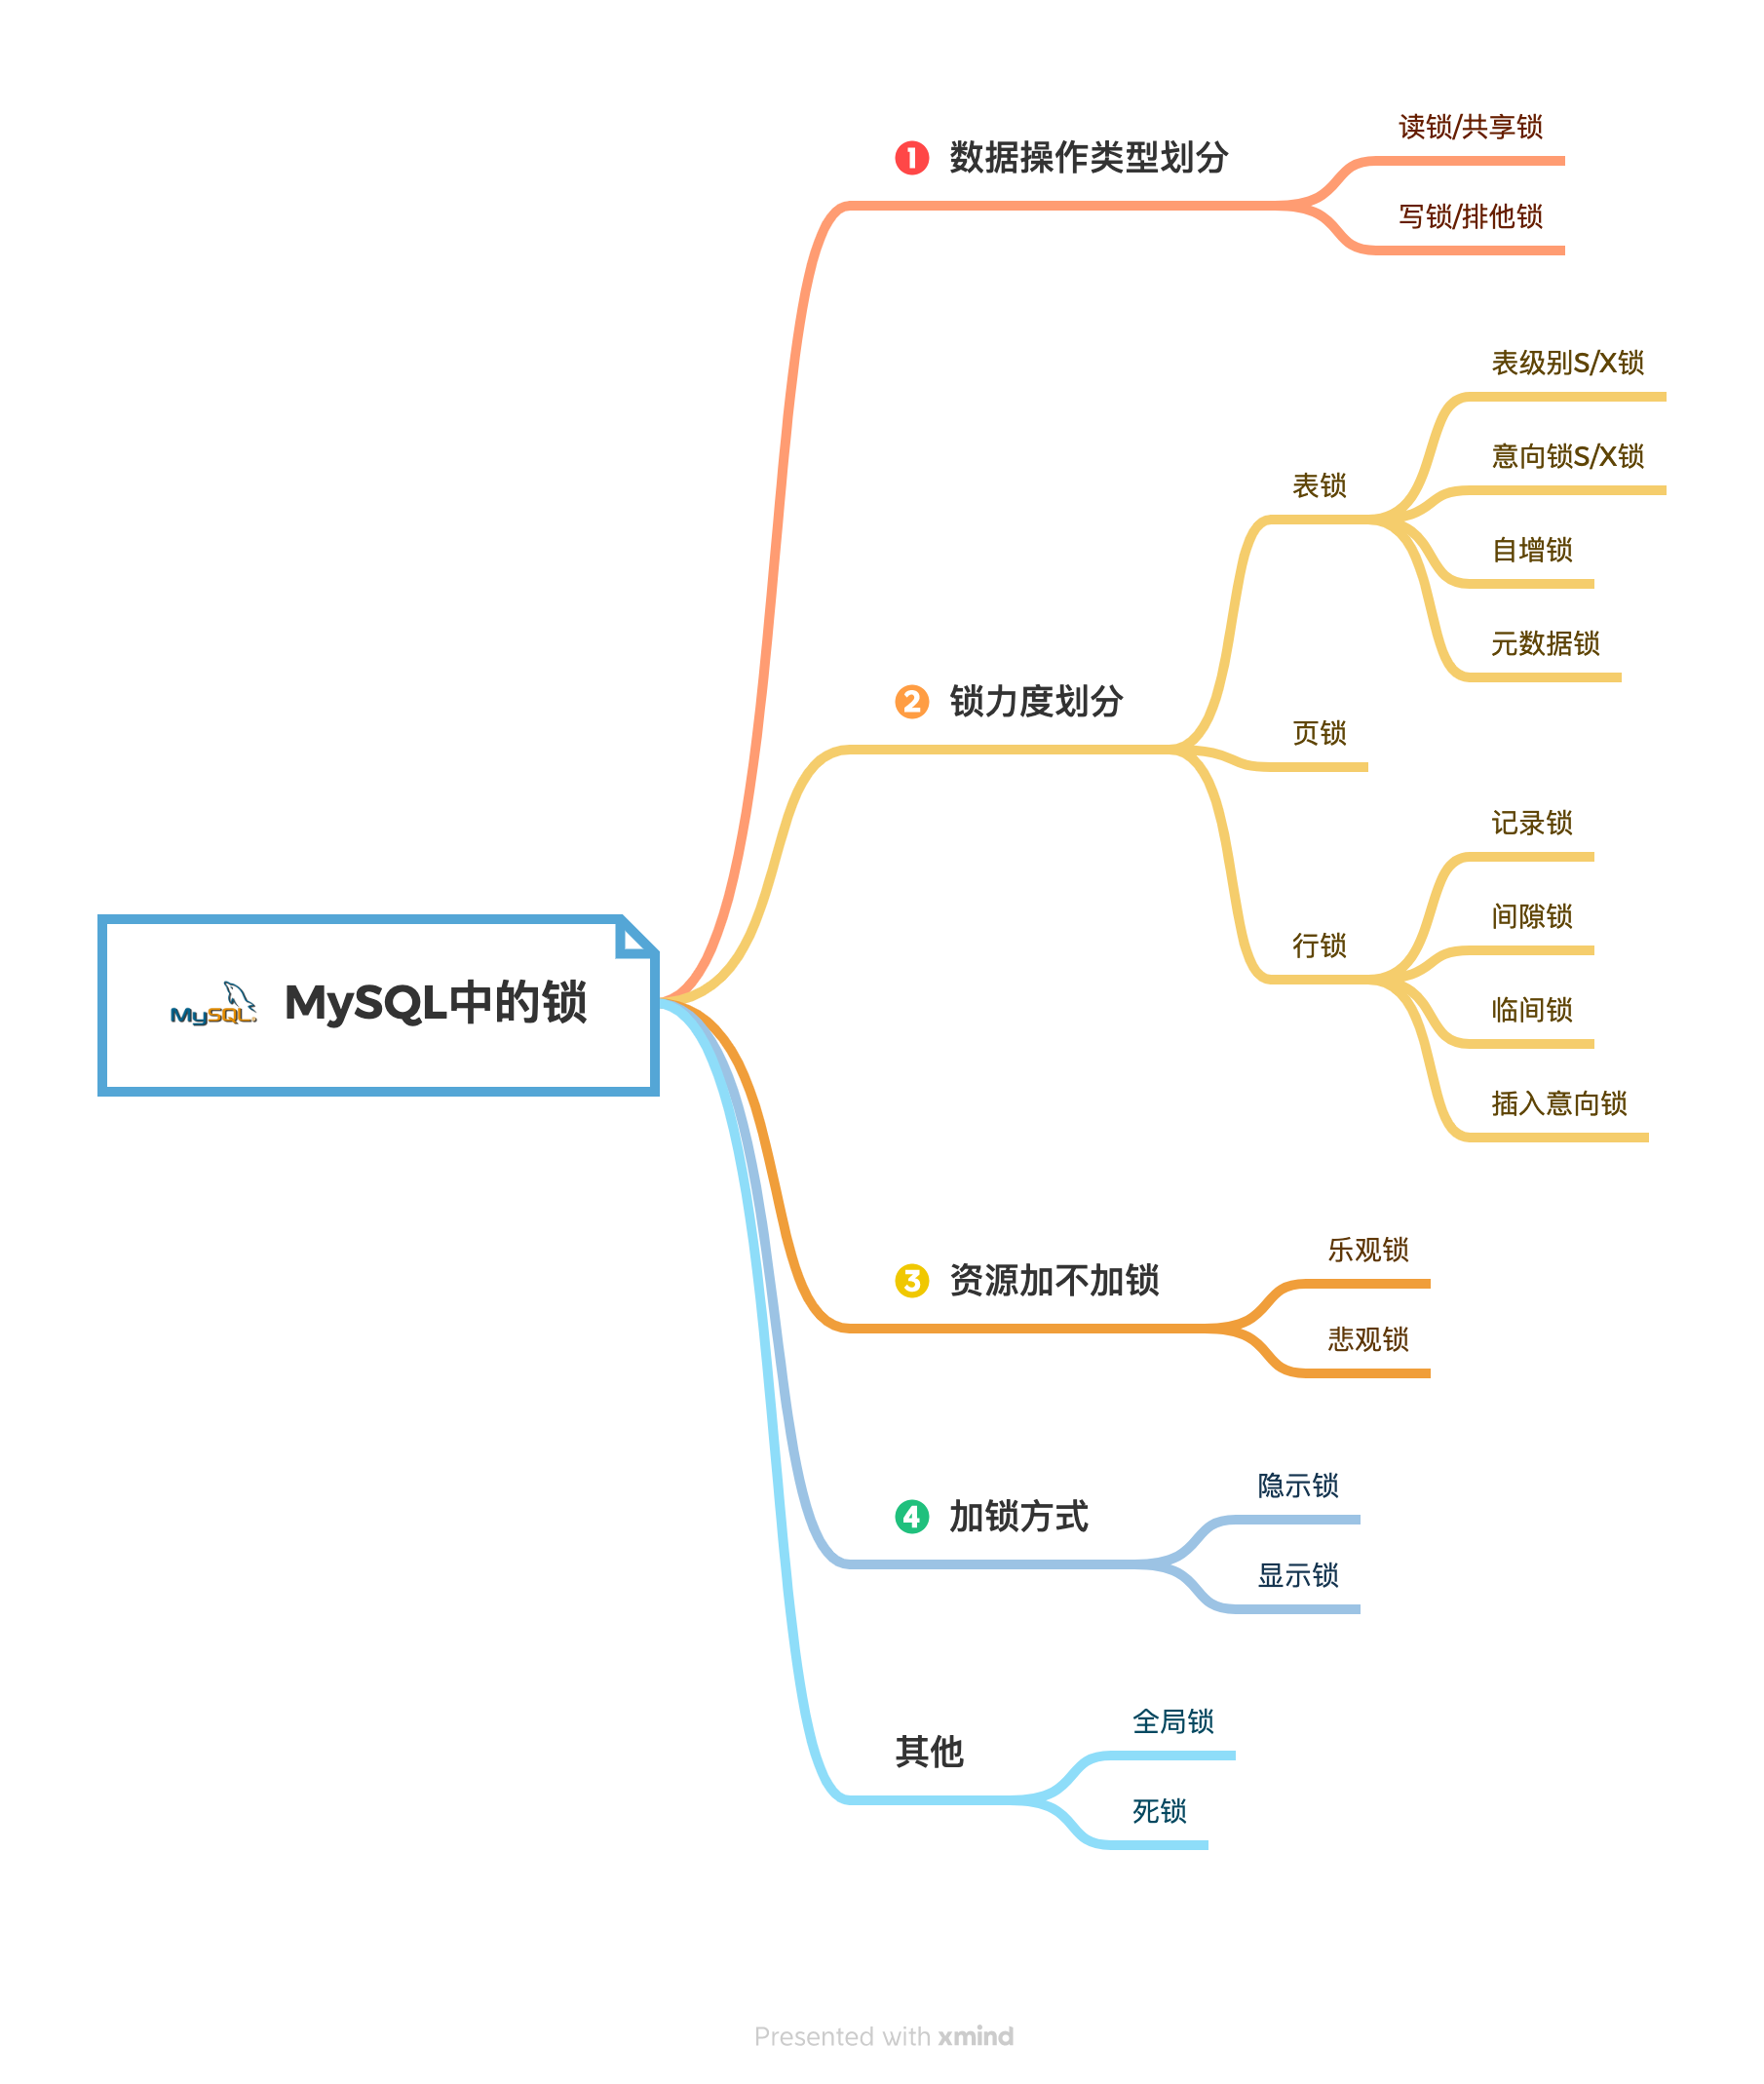 MySQL
MySQL中的锁
1 数据操作类型划分
读锁/共享锁
写锁/排他锁
2 锁力度划分
表锁
表级别S/X锁
意向锁S/X锁
自增锁
元数据锁
页锁
行锁
记录锁
间隙锁
临间锁
插入意向锁
3 资源加不加锁
乐观锁
悲观锁
4 加锁方式
隐示锁
显示锁
其他
全局锁
死锁
Presented with xmind